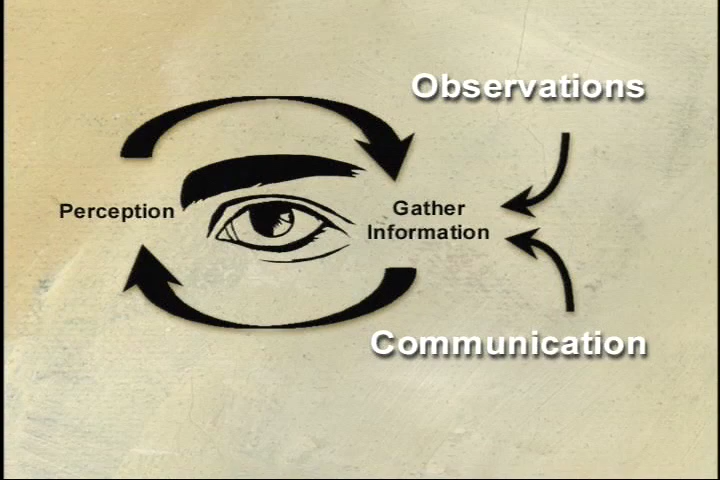 Observations
Perception
Gather
Information
Communication